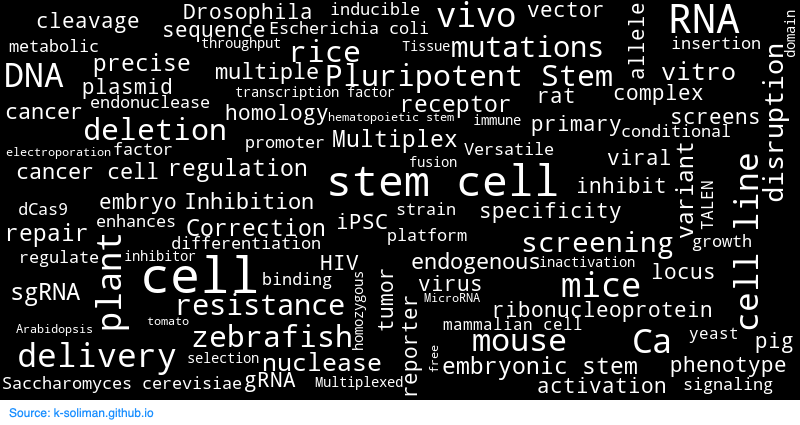 cleavage
Drosophila
inducible
vivo
vector
RNA
allele
domain
sequence
Escherichia coli
metabolic
throughput
rice
Tissue
mutations
insertion
DNA
precise
multiple
Pluripotent Stem
vitro
disruption
plasmid
transcription factor
receptor
rat
complex
cancer
endonuclease
homology
hematopoietic stem
immune
primary
screens
conditional
deletion
promoter
Multiplex
Versatile
electroporation
factor
fusion
viral
variant
cancer cell
regulation
stem cell
inhibit
TALEN
cell line
dCas9
embryo
Inhibition
strain
specificity
enhances
iPSC
repair
Correction
platform
screening
growth
differentiation
regulate
inhibitor
HIV
endogenous
inactivation
locus
plant
cell
binding
tumor
virus
mice
sgRNA
homozygous
MicroRNA
resistance
reporter
ribonucleoprotein
Arabidopsis
tomato
zebrafish
mammalian cell
mouse
Ca
yeast
pig
delivery
selection
nuclease
free
embryonic stem
phenotype
Saccharomyces cerevisiae
gRNA
Multiplexed
activation
signaling
Source: k-soliman.github.io